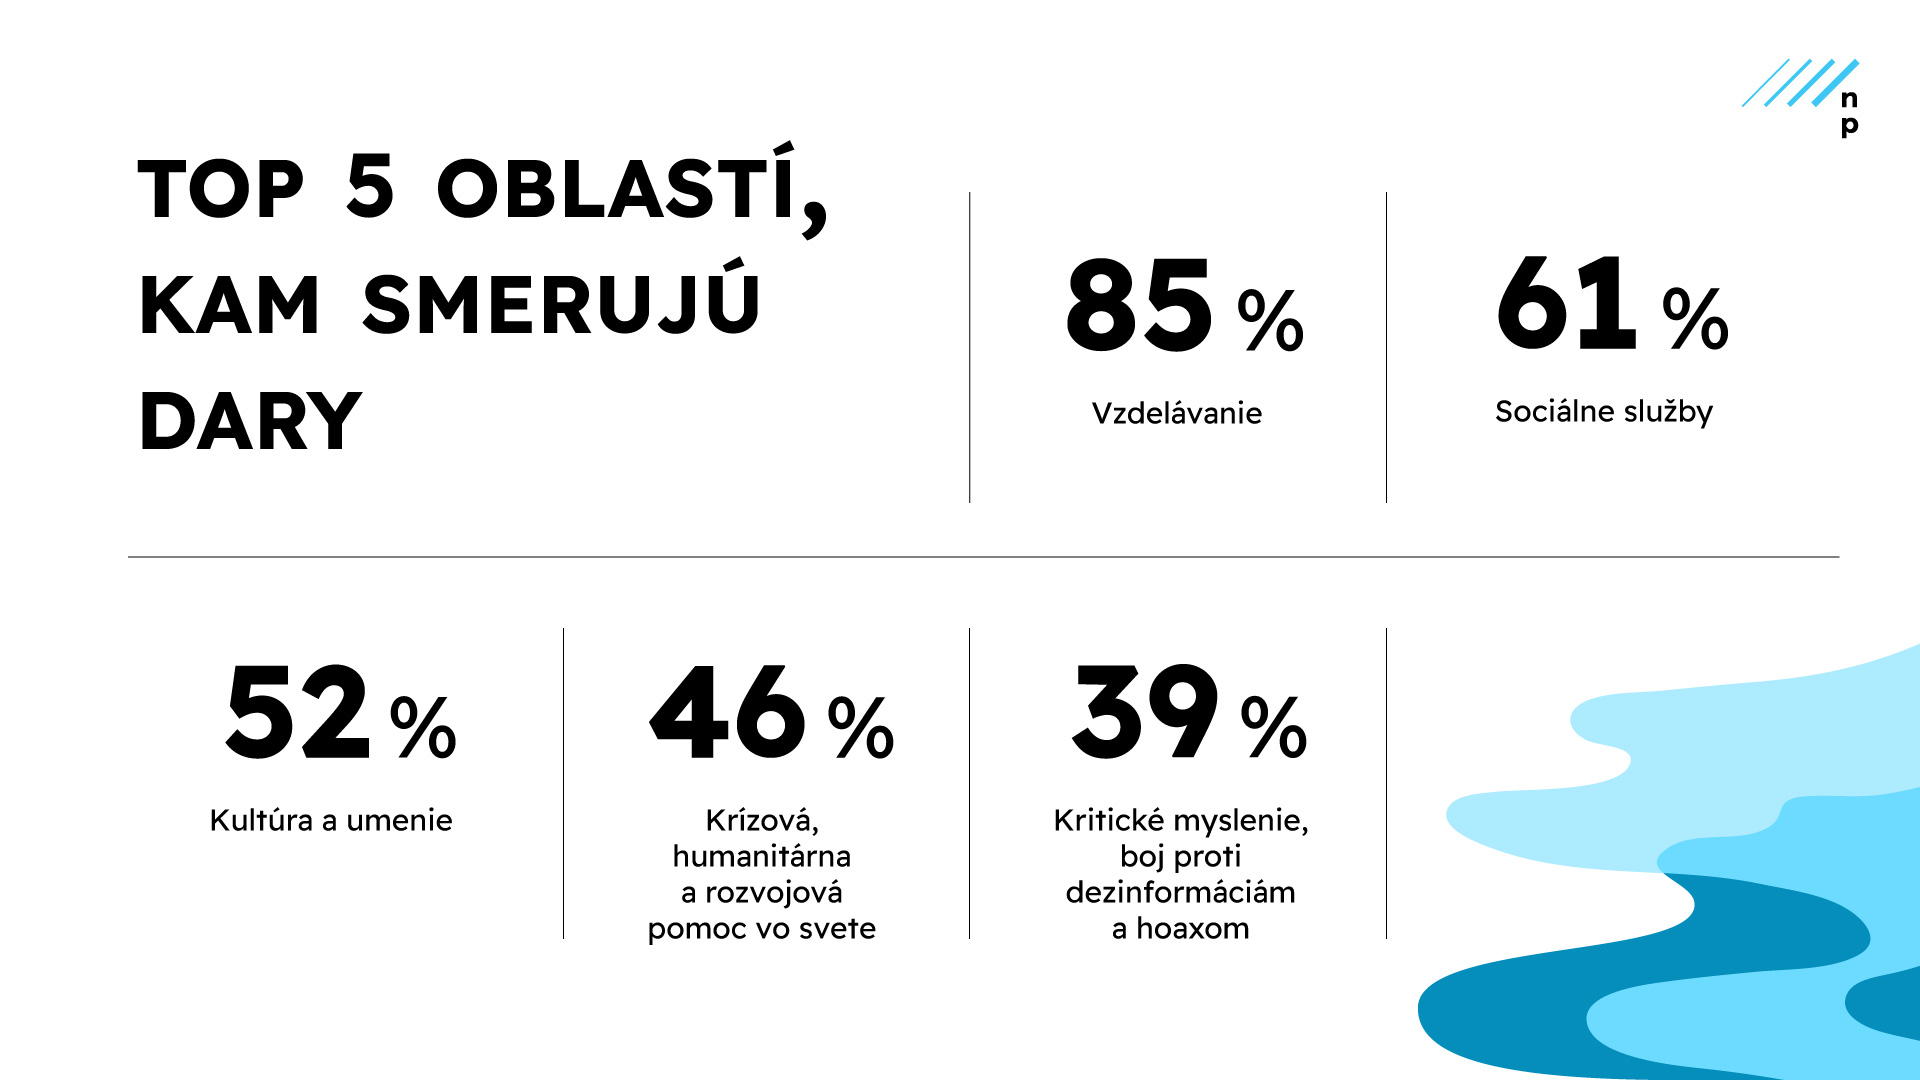 TOP 5 OBLASTÍ,
KAM SMERUJÚ
DARY
n
p
85 %
Vzdelávanie
61 %
Sociálne služby
52 %
Kultúra a umenie
46 %
Krízová,
humanitárna
a rozvojová
pomoc vo svete
39 %
Kritické myslenie,
boj proti
dezinformáciám
a hoaxom